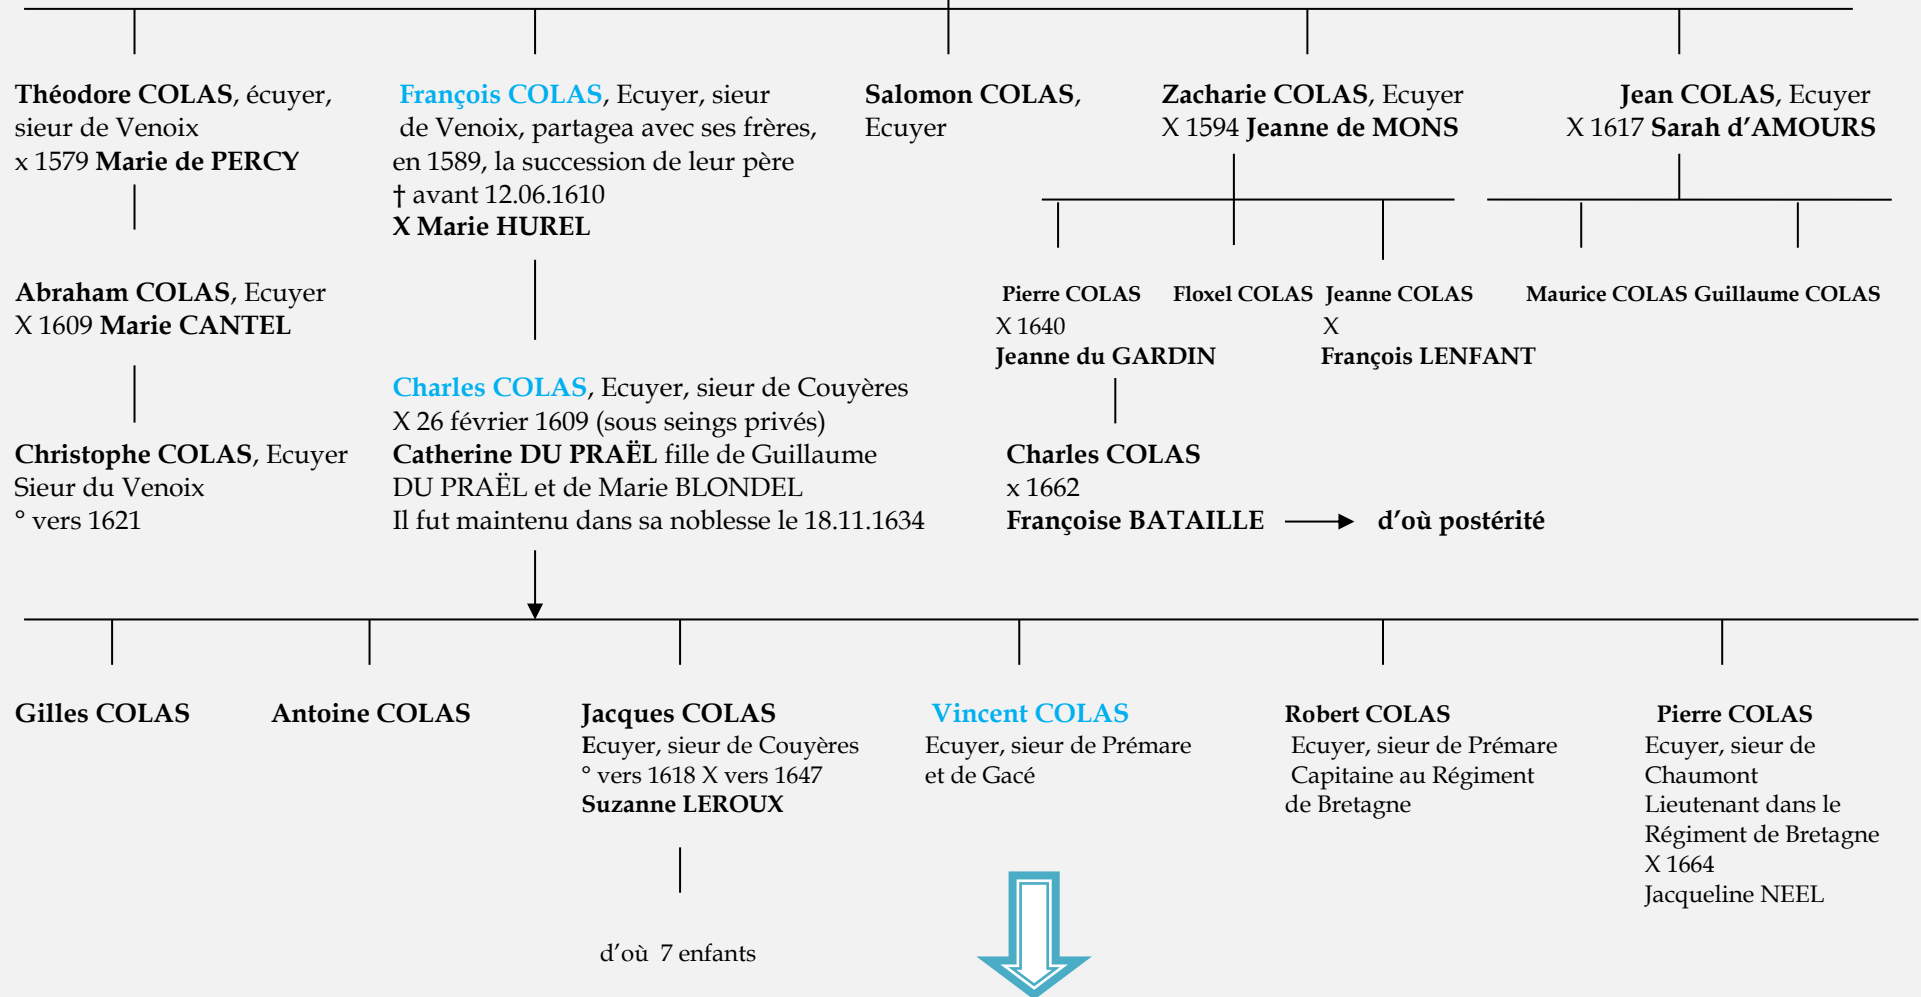 Théodore COLAS, écuyer,
sieur de Venoix
x 1579 Marie de PERCY
François COLAS, Ecuyer, sieur
de Venoix, partagea avec ses frères,
en 1589, la succession de leur père
† avant 12.06.1610
X Marie HUREL
Salomon COLAS,
Ecuyer
Zacharie COLAS, Ecuyer
X 1594 Jeanne de MONS
Jean COLAS, Ecuyer
X 1617 Sarah d'AMOURS
Abraham COLAS, Ecuyer
X 1609 Marie CANTEL
Pierre COLAS
X 1640
Jeanne du GARDIN
Floxel COLAS
Jeanne COLAS
X
François LENFANT
Maurice COLAS
Guillaume COLAS
Christophe COLAS, Ecuyer
Sieur du Venoix
° vers 1621
Charles COLAS, Ecuyer, sieur de Couyères
X 26 février 1609 (sous seings privés)
Catherine DU PRAËL fille de Guillaume
DU PRAËL et de Marie BLONDEL
Il fut maintenu dans sa noblesse le 18.11.1634
Charles COLAS
x 1662
Françoise BATAILLE
d'où postérité
Gilles COLAS
Antoine COLAS
Jacques COLAS
Ecuyer, sieur de Couyères
° vers 1618 X vers 1647
Suzanne LEROUX
d'où 7 enfants
Vincent COLAS
Ecuyer, sieur de Prémare
et de Gacé
Robert COLAS
Ecuyer, sieur de Prémare
Capitaine au Régiment
de Bretagne
Pierre COLAS
Ecuyer, sieur de
Chaumont
Lieutenant dans le
Régiment de Bretagne
X 1664
Jacqueline NEEL